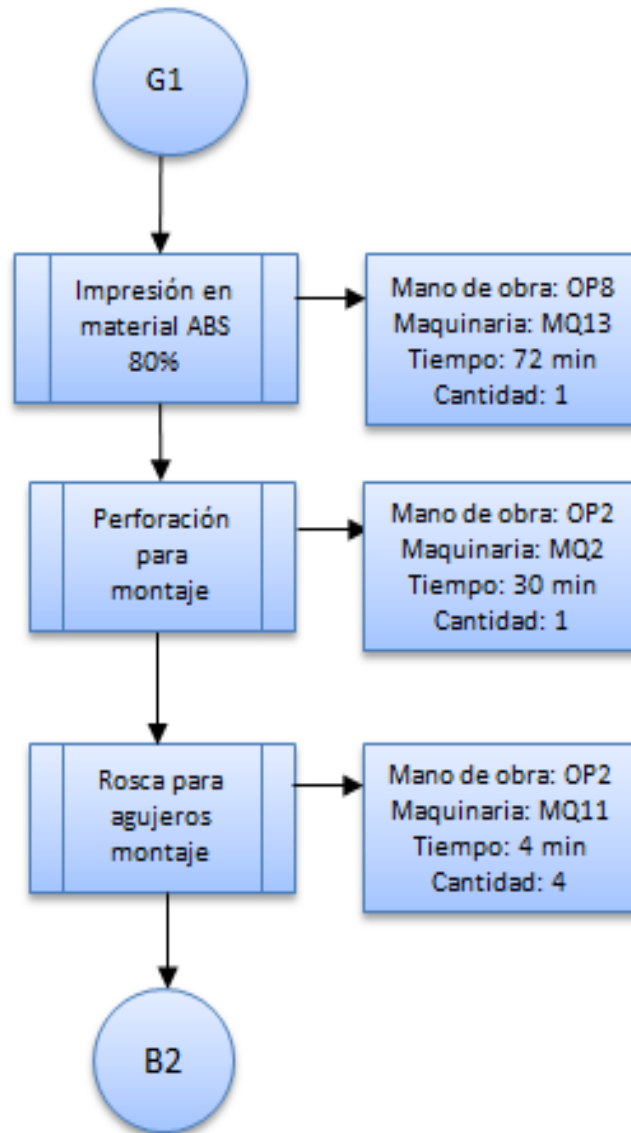 G1
Impresión en
material ABS
80%
Mano de obra: OP8
Maquinaria: MQ13
Tiempo: 72 min
Cantidad: 1
Perforación
para
montaje
Mano de obra: OP2
Maquinaria: MQ2
Tiempo: 30 min
Cantidad: 1
Rosca para
agujeros
montaje
Mano de obra: OP2
Maquinaria: MQ11
Tiempo: 4 min
Cantidad: 4
B2